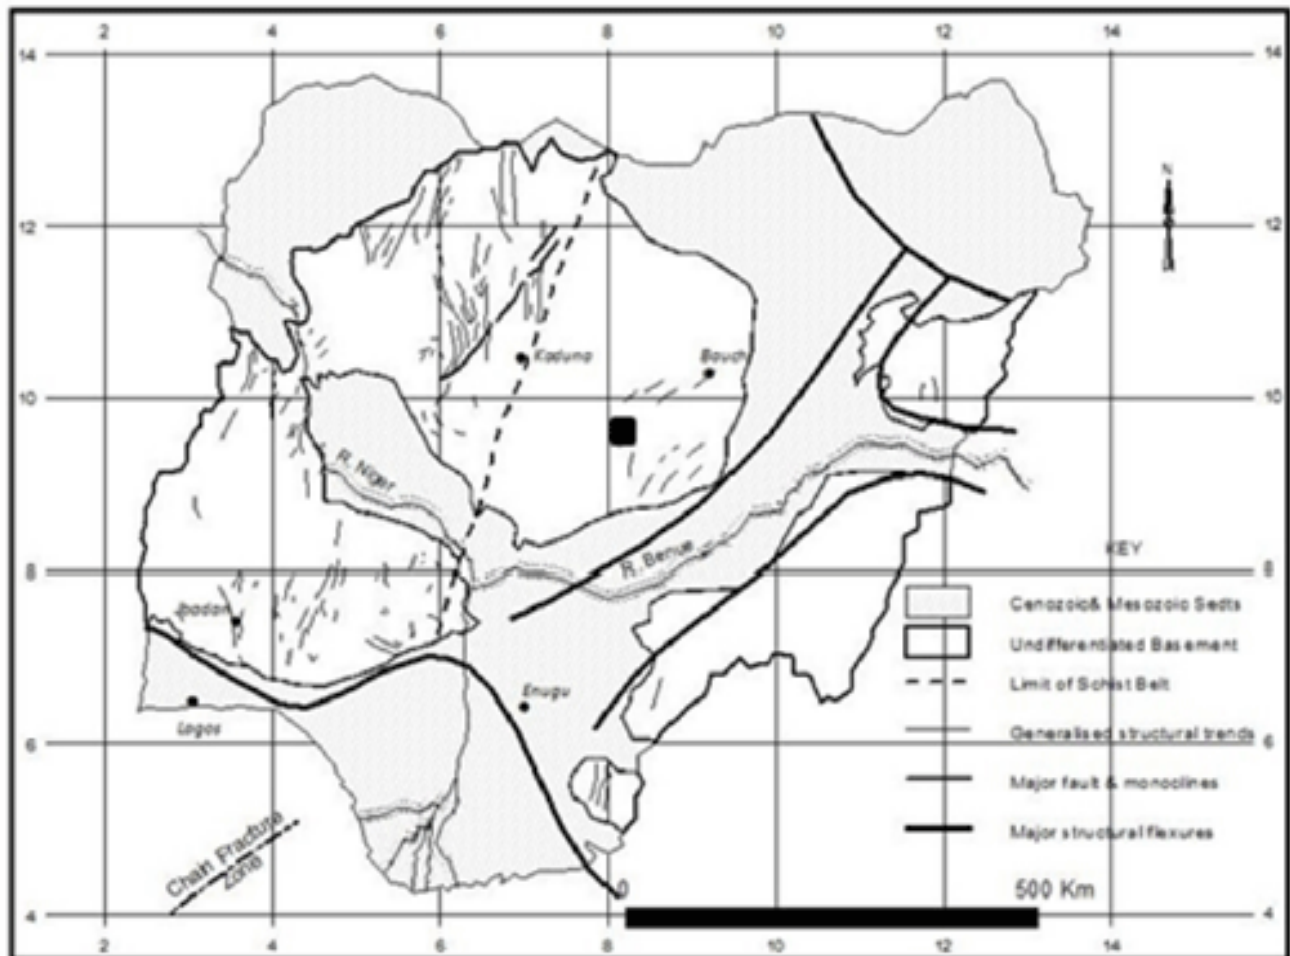 2 4 6 8 10 12 14
14 14
N
12 12
Kaduna Bauch
10 10
R. Niger
R. Benue
KEY
8 8
Cenozoic& Mesozoic Sedts
Ibadan
Undifferentiated Basement
Limit of Schist Belt
Enugu
Lagos
Generalised structural trends
6 6
Major fault & monoclines
Chain Fracture
Zone
Major structural flexures
0 500 Km
4 4
2 4 6 8 10 12 14